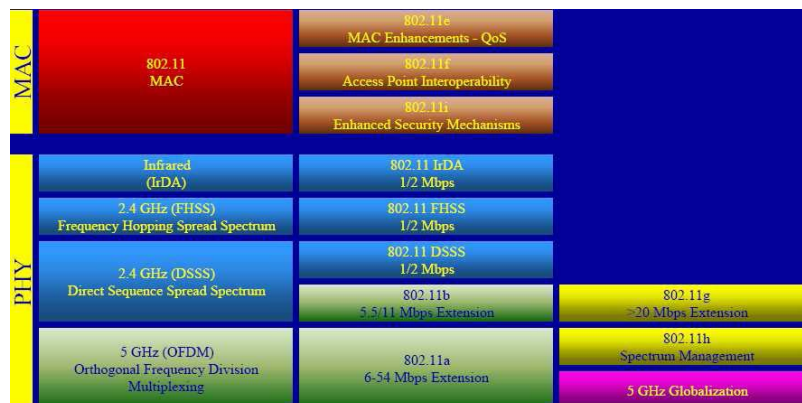 MAC
802.11
MAC
802.11e
MAC Enhancements - QoS
802.11f
Access Point Interoperability
802.11i
Enhanced Security Mechanisms
PHY
Infrared
(IrDA)
802.11 IrDA
1/2 Mbps
2.4 GHz (FHSS)
Frequency Hopping Spread Spectrum
802.11 FHSS
1/2 Mbps
2.4 GHz (DSSS)
Direct Sequence Spread Spectrum
802.11 DSSS
1/2 Mbps
802.11b
5.5/11 Mbps Extension
802.11g
>20 Mbps Extension
5 GHz (OFDM)
Orthogonal Frequency Division
Multiplexing
802.11a
6-54 Mbps Extension
802.11h
Spectrum Management
5 GHz Globalization